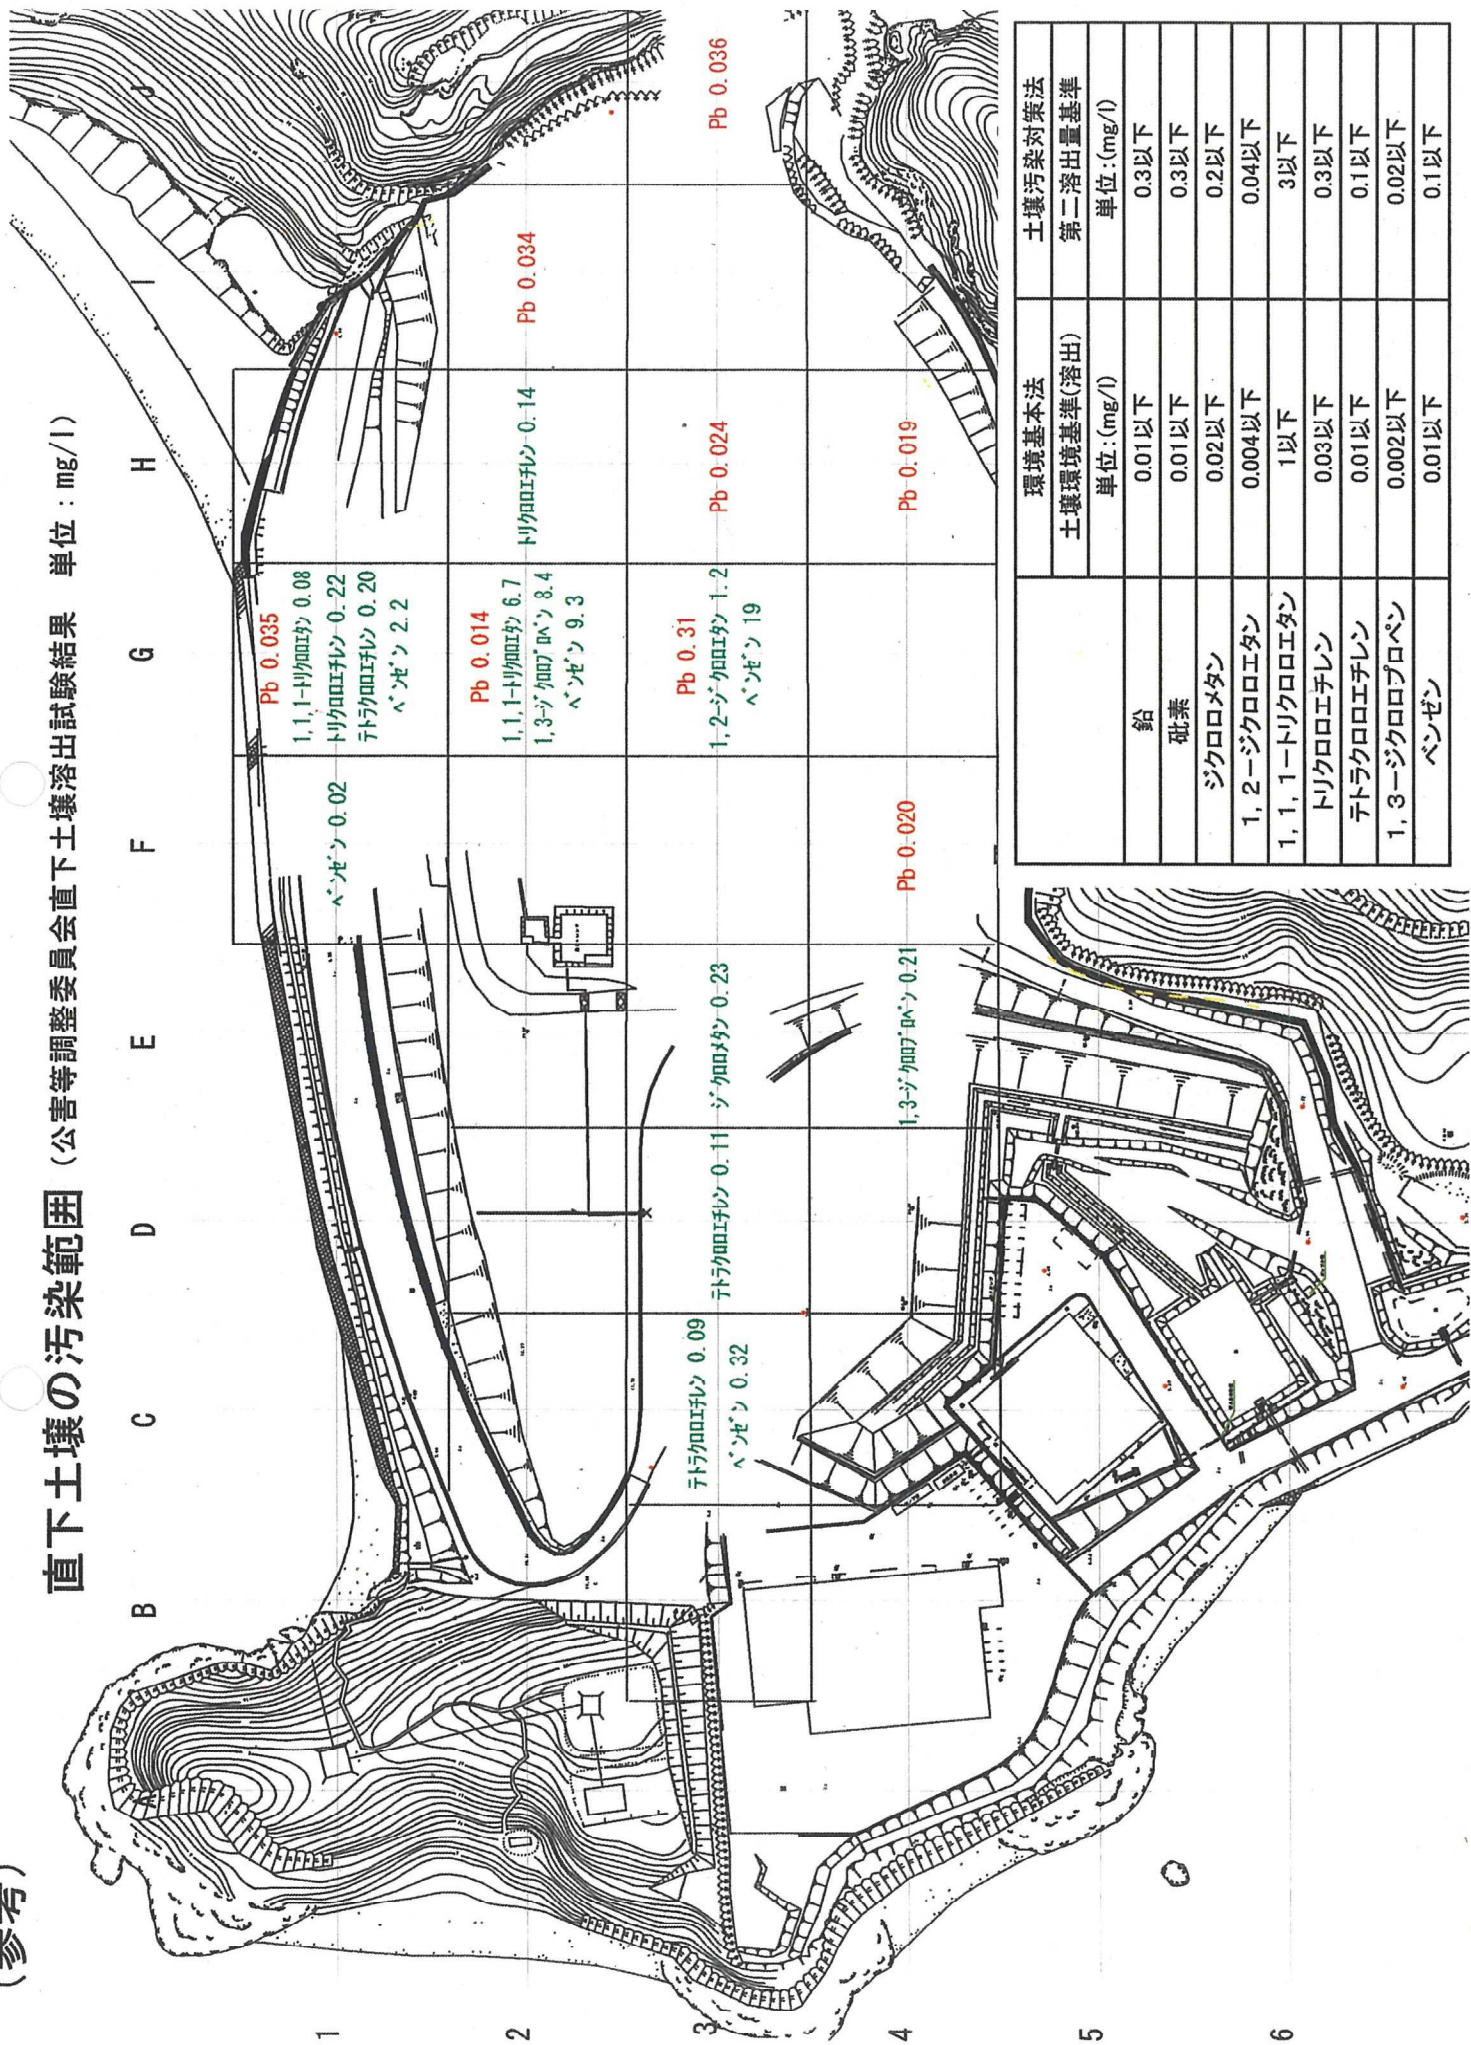 (参考)
直下土壌の汚染範囲 (公害等調整委員会直下土壌溶出試験結果 単位:mg/l)
A B C D E F G H I J
1
ベンゼン 0.02
Pb 0.035
1,1,1-トリクロロエタン 0.08
トリクロロエチレン 0.22
テトラクロロエチレン 0.20
ベンゼン 2.2
2
Pb 0.014
1,1,1-トリクロロエタン 6.7
1,3-ジクロロプロペン 8.4
ベンゼン 9.3
トリクロロエチレン 0.14
Pb 0.034
3
テトラクロロエチレン 0.09
ベンゼン 0.32
テトラクロロエチレン 0.11
ジクロロメタン 0.23
Pb 0.31
1,2-ジクロロエタン 1.2
ベンゼン 19
Pb 0.024
Pb 0.036
4
1,3-ジクロロプロペン 0.21
Pb 0.020
Pb 0.019
5
6
環境基本法 土壌汚染対策法
土壌環境基準(溶出) 第二溶出量基準
単位:(mg/l) 単位:(mg/l)
鉛 0.01以下 0.3以下
砒素 0.01以下 0.3以下
ジクロロメタン 0.02以下 0.2以下
1,2-ジクロロエタン 0.004以下 0.04以下
1,1,1-トリクロロエタン 1以下 3以下
トリクロロエチレン 0.03以下 0.3以下
テトラクロロエチレン 0.01以下 0.1以下
1,3-ジクロロプロペン 0.002以下 0.02以下
ベンゼン 0.01以下 0.1以下